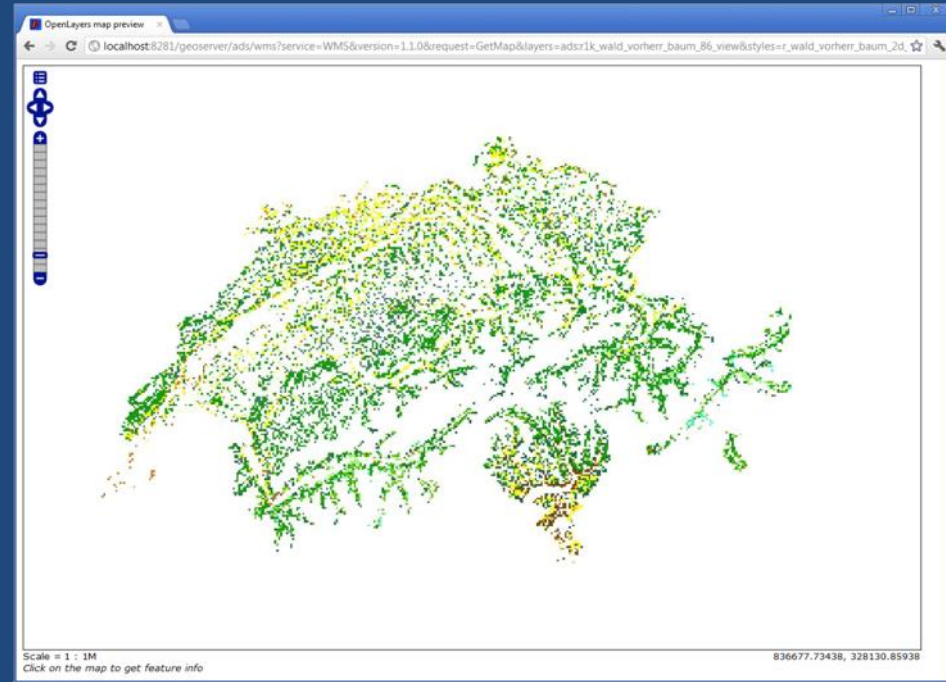 OpenLayers map preview
localhost:8281/geoserver/ads/wms?service=WMS&version=1.1.0&request=GetMap&layers=ads:r1k_wald_vorherr_baum_86_view&styles=r_wald_vorherr_baum_2d_
Scale = 1 : 1M
836677.73438, 328130.85938
Click on the map to get feature info